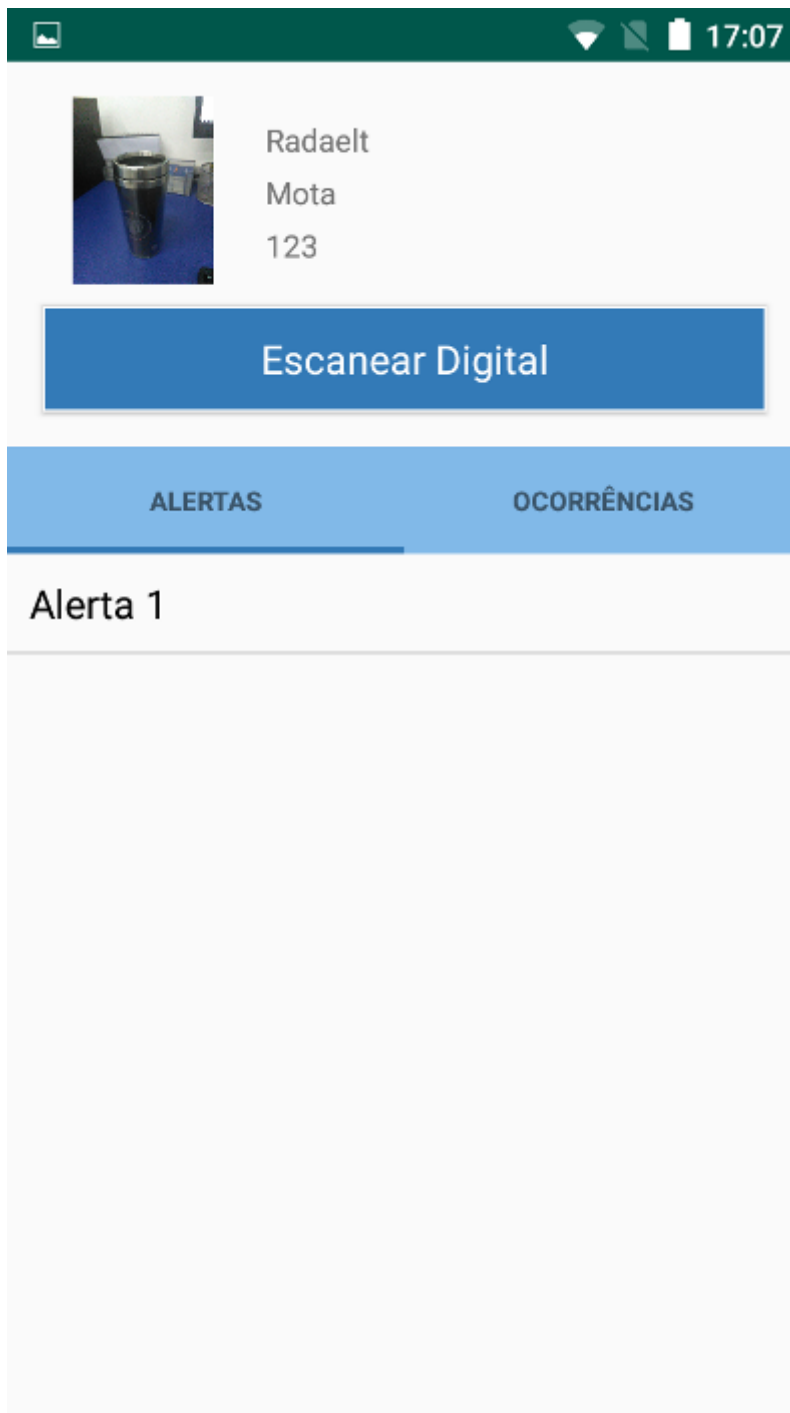 17:07
Radaelt
Mota
123
Escanear Digital
ALERTAS OCORRÊNCIAS
Alerta 1